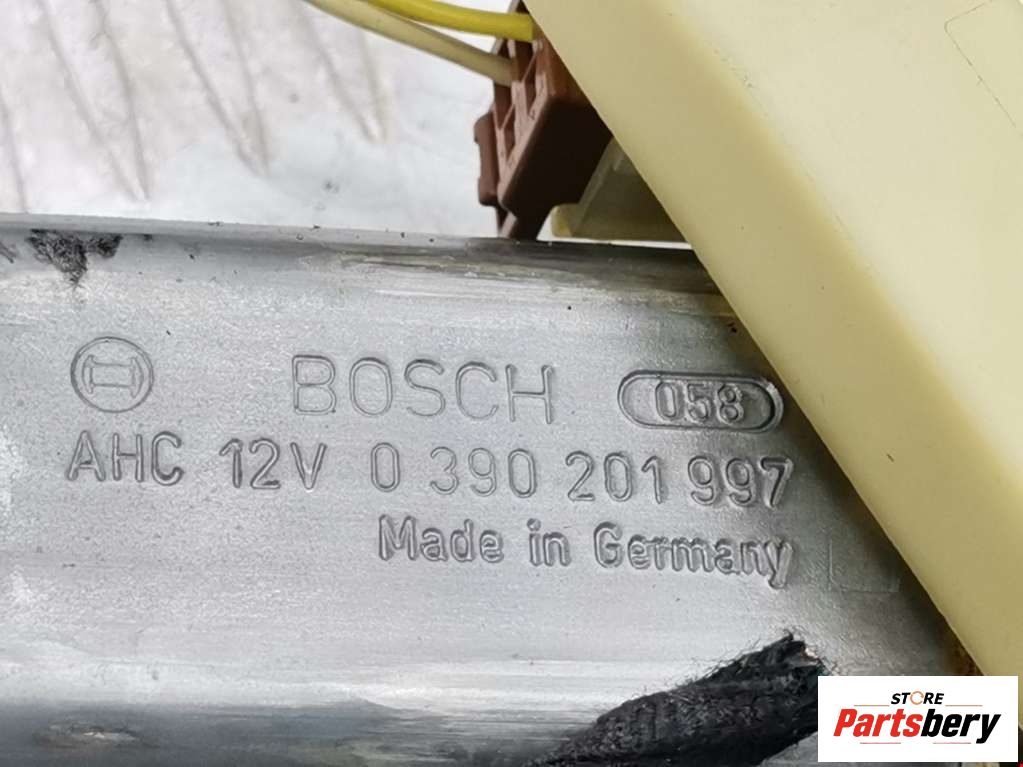 BOSCH 058
AHC 12V 0 390 201 997
Made in Germany
STORE
Partsbery